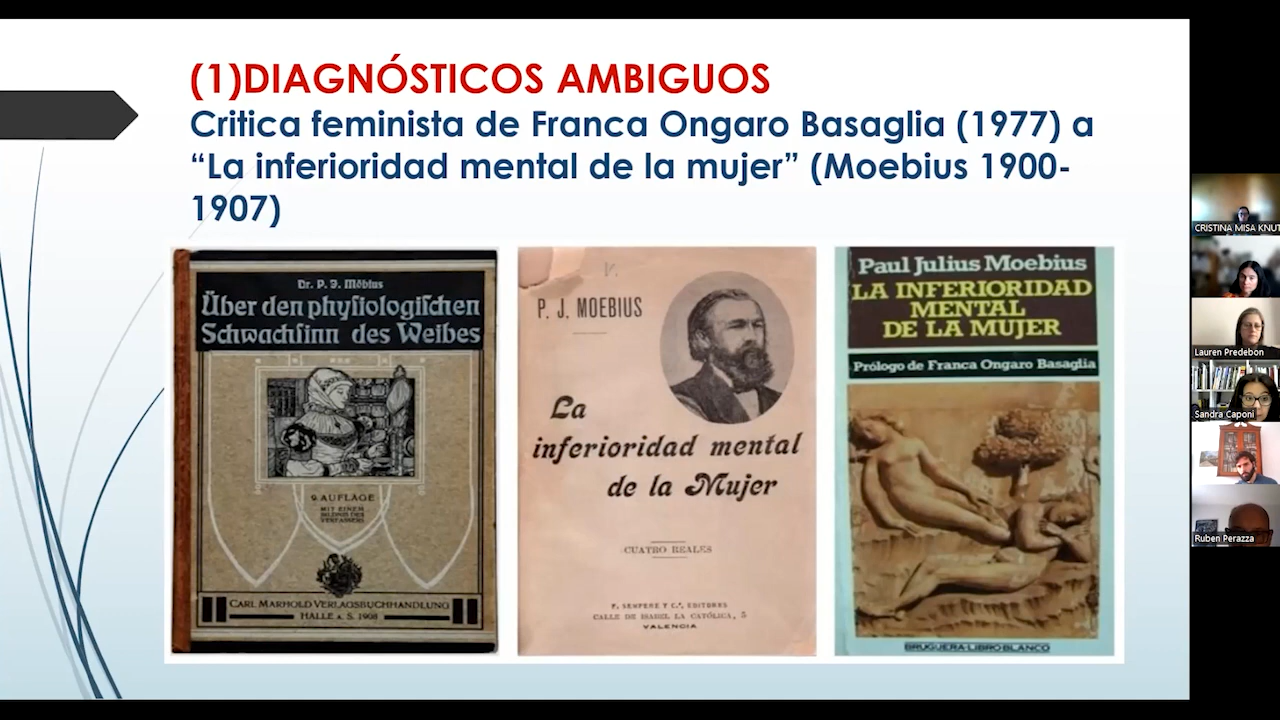 (1)DIAGNÓSTICOS AMBIGUOS
Critica feminista de Franca Ongaro Basaglia (1977) a
“La inferioridad mental de la mujer” (Moebius 1900-
1907)
Dr. P. J. Möbius
Über den physiologischen
Schwachsinn des Weibes
9. AUFLAGE
MIT EINEM
BILDNIS DES
VERFASSERS
CARL MARHOLD VERLAGSBUCHHANDLUNG
HALLE a. S. 1908
P. J. MOEBIUS
La
inferioridad mental
de la Mujer
CUATRO REALES
F. SEMPERE Y C.ª, EDITORES
CALLE DE ISABEL LA CATÓLICA, 5
VALENCIA
Paul Julius Moebius
LA INFERIORIDAD
MENTAL
DE LA MUJER
Prólogo de Franca Ongaro Basaglia
BRUGUERA-LIBRO BLANCO
CRISTINA MISA KNUT
Lauren Predebon
Sandra Caponi
Ruben Perazza